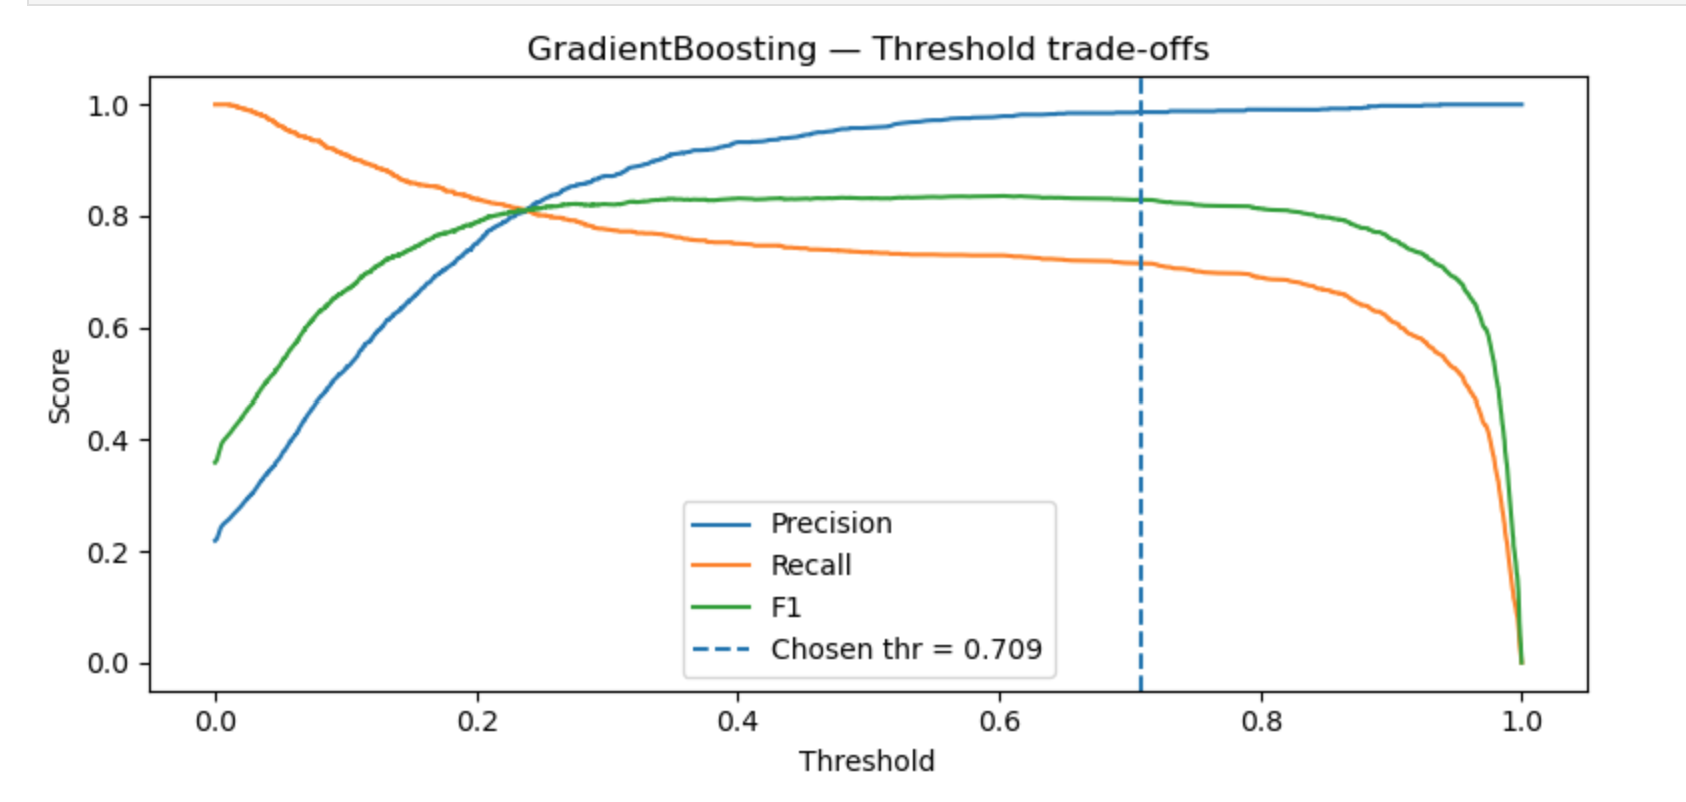 GradientBoosting — Threshold trade-offs
1.0
0.8
0.6
0.4
0.2
0.0
Score
Precision
Recall
F1
Chosen thr = 0.709
0.0 0.2 0.4 0.6 0.8 1.0
Threshold